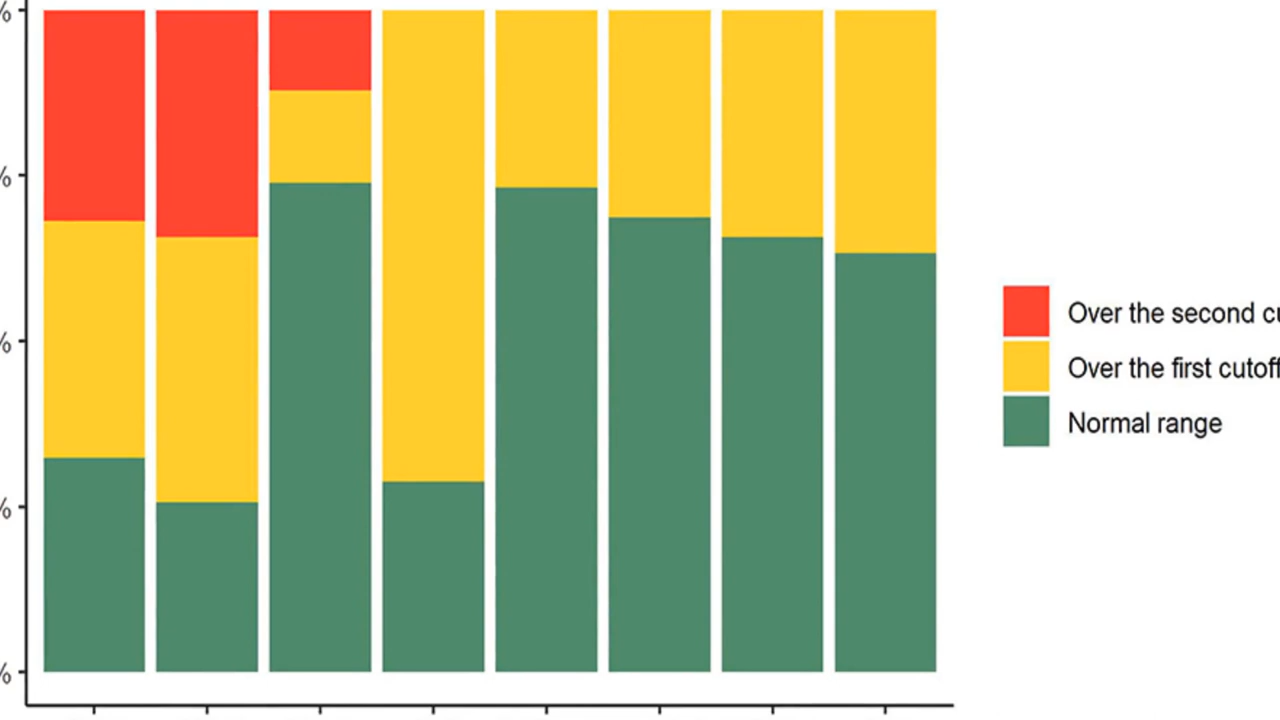 %
%
%
%
%
Over the second cu
Over the first cutoff
Normal range